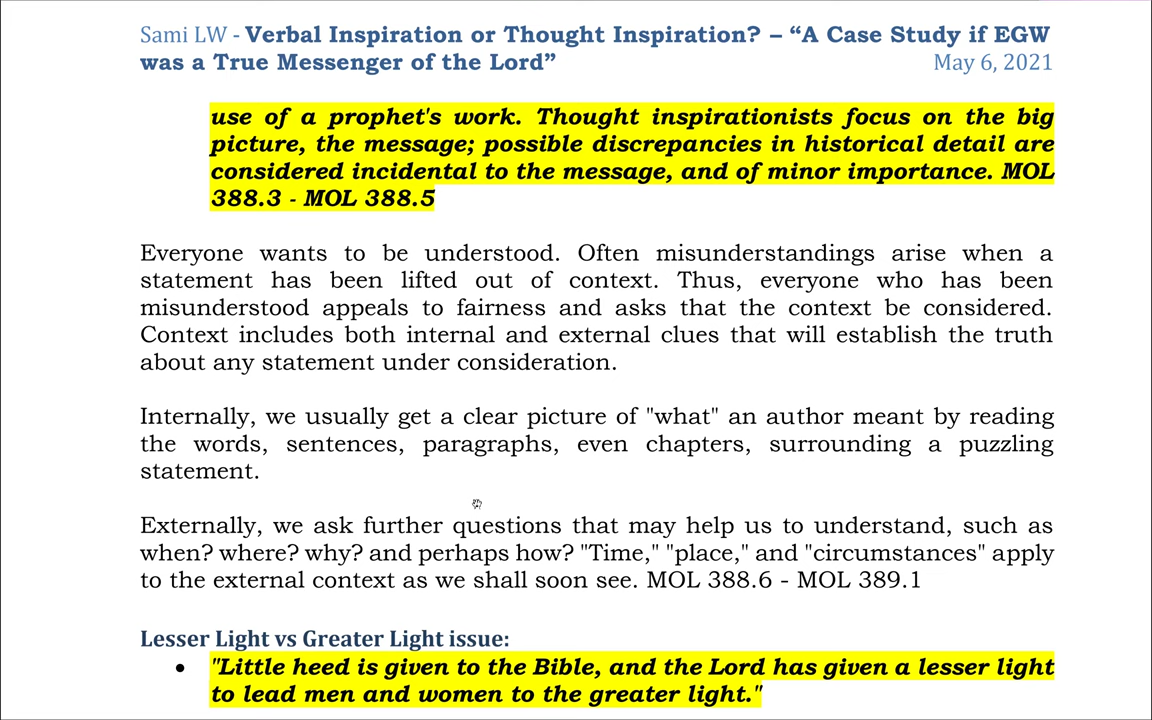 Sami LW - Verbal Inspiration or Thought Inspiration? – “A Case Study if EGW
was a True Messenger of the Lord” May 6, 2021
use of a prophet's work. Thought inspirationists focus on the big
picture, the message; possible discrepancies in historical detail are
considered incidental to the message, and of minor importance. MOL
388.3 - MOL 388.5
Everyone wants to be understood. Often misunderstandings arise when a
statement has been lifted out of context. Thus, everyone who has been
misunderstood appeals to fairness and asks that the context be considered.
Context includes both internal and external clues that will establish the truth
about any statement under consideration.
Internally, we usually get a clear picture of "what" an author meant by reading
the words, sentences, paragraphs, even chapters, surrounding a puzzling
statement.
Externally, we ask further questions that may help us to understand, such as
when? where? why? and perhaps how? "Time," "place," and "circumstances" apply
to the external context as we shall soon see. MOL 388.6 - MOL 389.1
Lesser Light vs Greater Light issue:
• "Little heed is given to the Bible, and the Lord has given a lesser light
to lead men and women to the greater light."